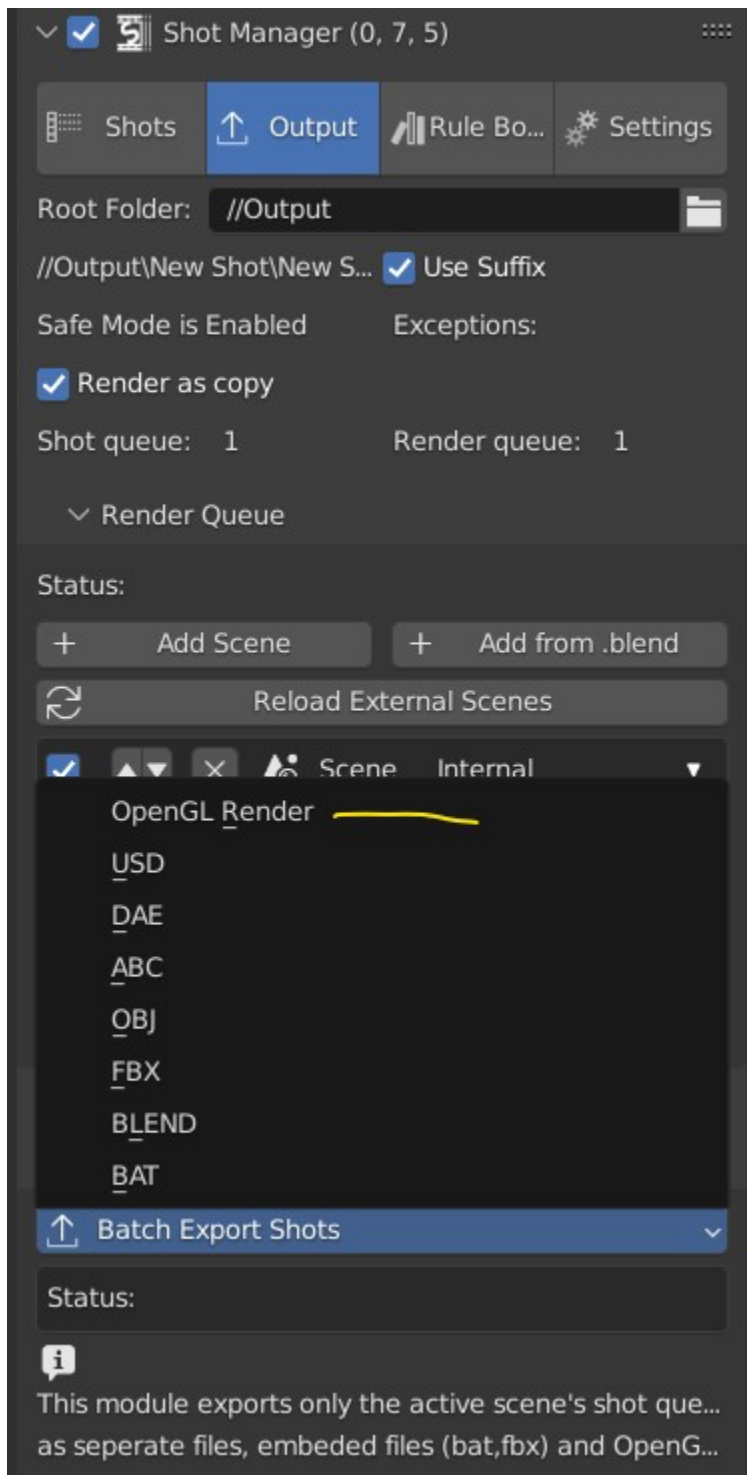 Shot Manager (0, 7, 5)
Shots Output Rule Bo... Settings
Root Folder: //Output
//Output\New Shot\New S... Use Suffix
Safe Mode is Enabled Exceptions:
Render as copy
Shot queue: 1 Render queue: 1
Render Queue
Status:
+ Add Scene + Add from .blend
Reload External Scenes
Scene Internal
OpenGL Render
USD
DAE
ABC
OBJ
FBX
BLEND
BAT
Batch Export Shots
Status:
This module exports only the active scene's shot que...
as seperate files, embeded files (bat,fbx) and OpenG...